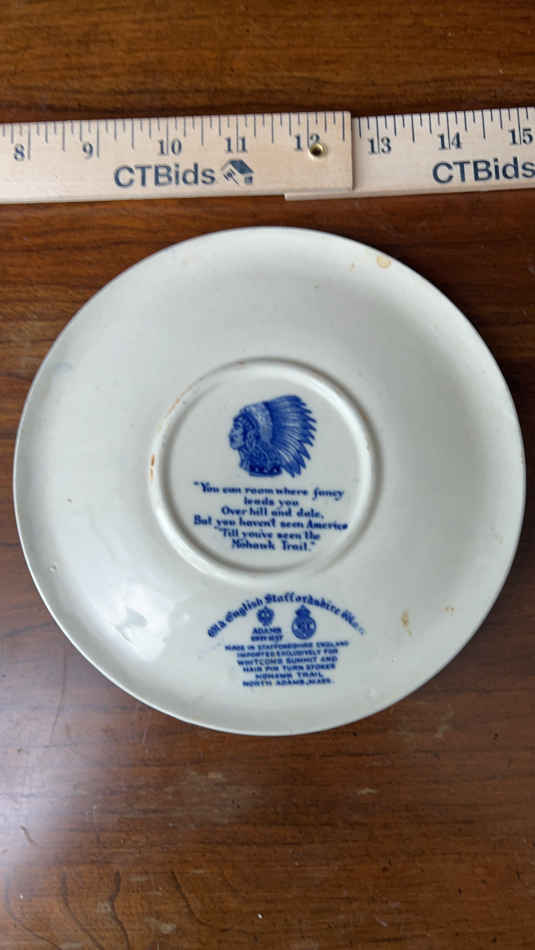 8 9 10 11 12 13 14 15
CTBids CTBids
"You can roam where fancy
leads you
Over hill and dale,
But you haven't seen America
'Till you've seen the
Mohawk Trail."
Old English Staffordshire Ware
ADAMS
MADE IN STAFFORDSHIRE ENGLAND
IMPORTED EXCLUSIVELY FOR
WHITCOMB SUMMIT AND
HAIR PIN TURN STORES
MOHAWK TRAIL
NORTH ADAMS, MASS.